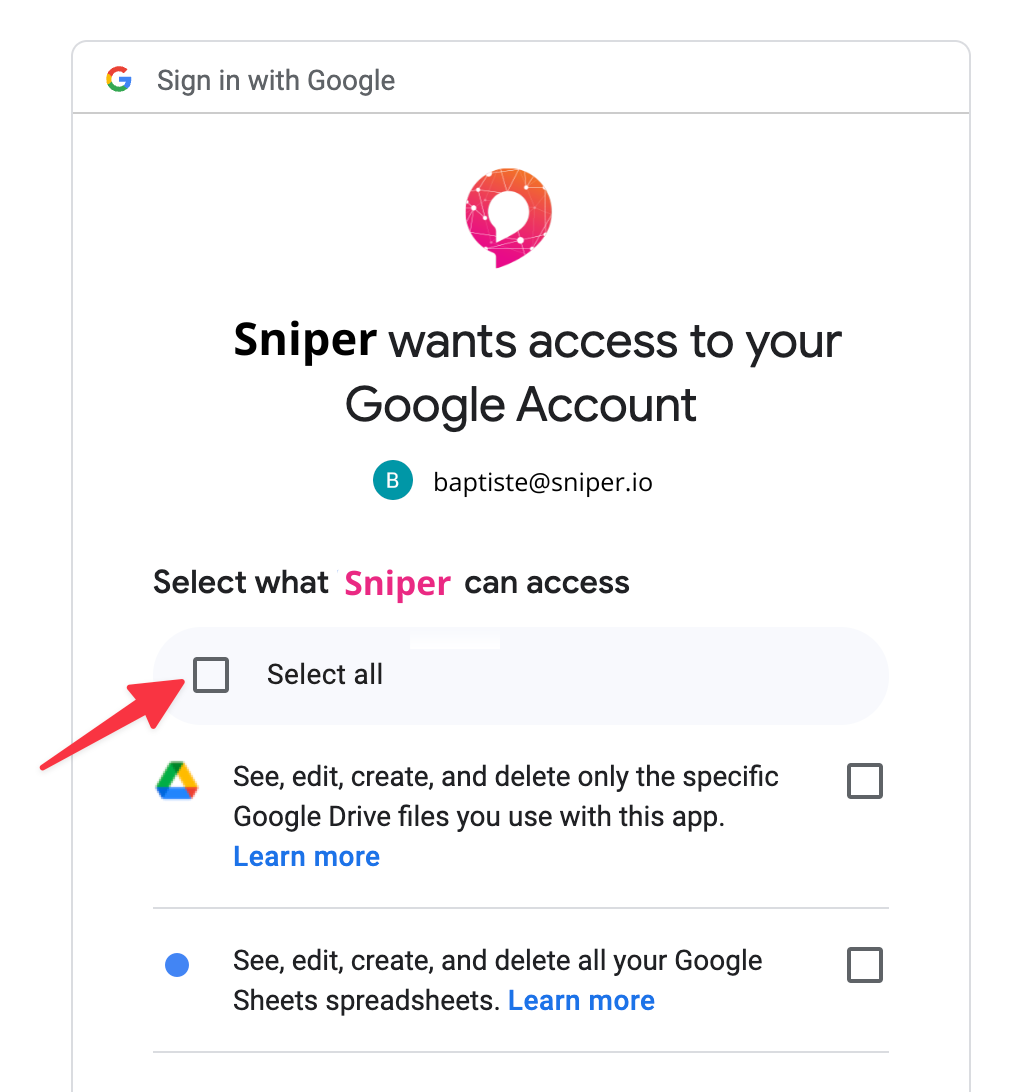 Sign in with Google
Sniper wants access to your
Google Account
B baptiste@sniper.io
Select what Sniper can access
Select all
See, edit, create, and delete only the specific
Google Drive files you use with this app.
Learn more
See, edit, create, and delete all your Google
Sheets spreadsheets. Learn more